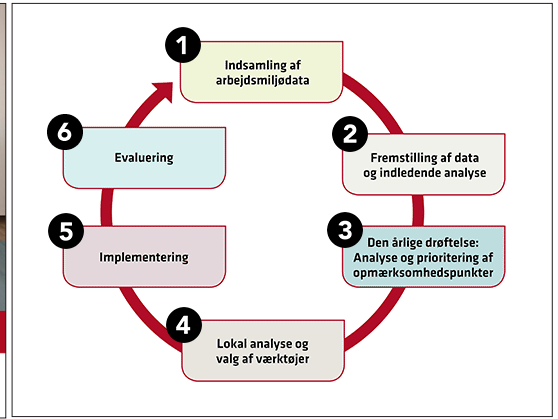 1
Indsamling af
arbejdsmiljødata
2
Fremstilling af data
og indledende analyse
3
Den årlige drøftelse:
Analyse og prioritering af
opmærksomhedspunkter
4
Lokal analyse og
valg af værktøjer
5
Implementering
6
Evaluering